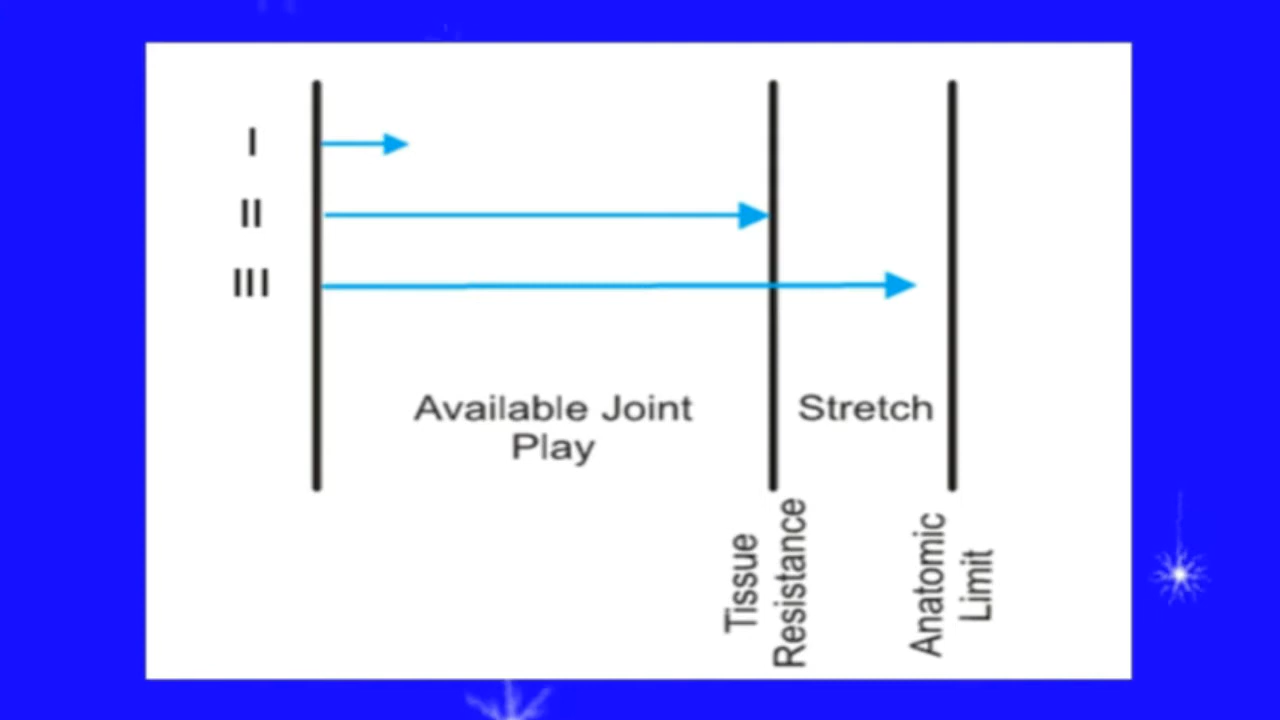 I
II
III
Available Joint
Play
Stretch
Tissue
Resistance
Anatomic
Limit